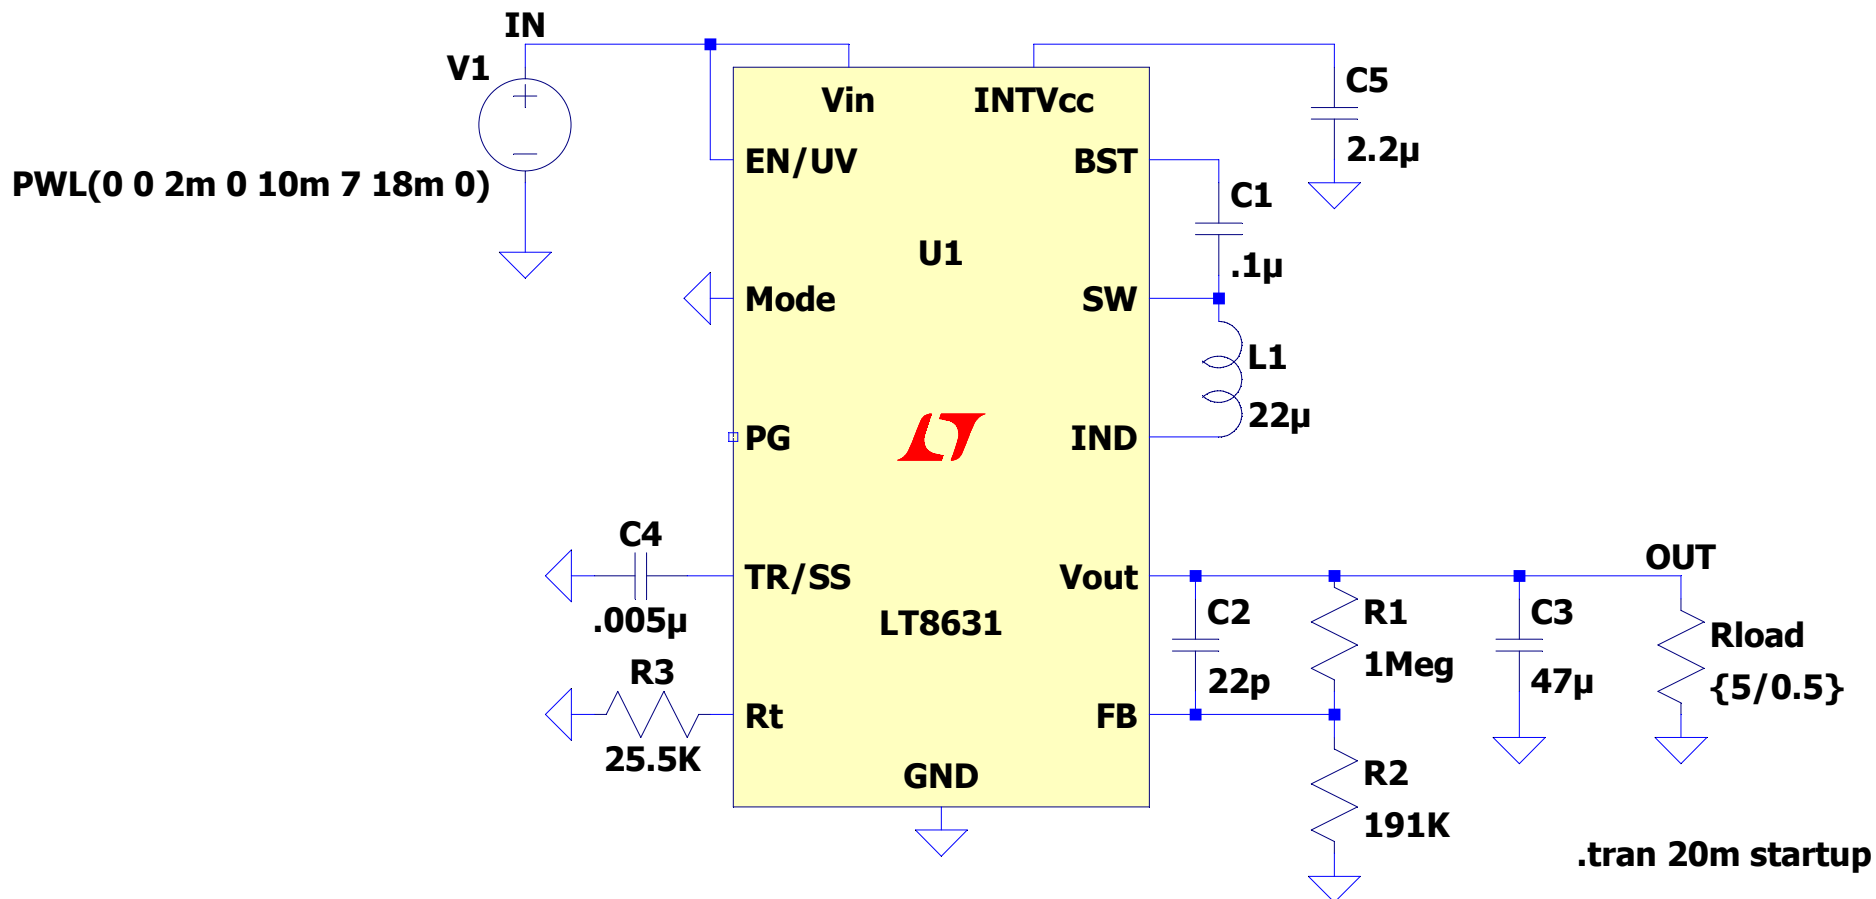 IN
V1
PWL(0 0 2m 0 10m 7 18m 0)
Vin
INTVcc
C5
2.2µ
EN/UV
BST
C1
.1µ
U1
Mode
SW
L1
22µ
PG
IND
C4
.005µ
TR/SS
Vout
OUT
LT8631
C2
22p
R1
1Meg
C3
47µ
Rload
{5/0.5}
R3
25.5K
Rt
FB
GND
R2
191K
.tran 20m startup